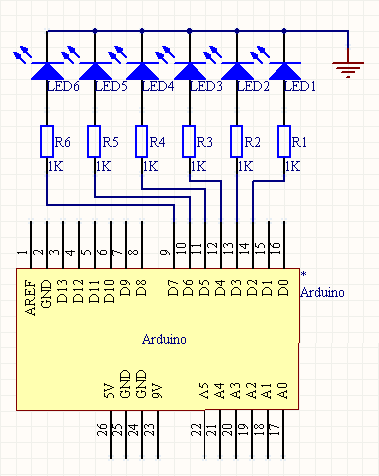 LED6 LED5 LED4 LED3 LED2 LED1
R6 R5 R4 R3 R2 R1
1K 1K 1K 1K 1K 1K
1 2 3 4 5 6 7 8 9 10 11 12 13 14 15 16
AREF GND D13 D12 D11 D10 D9 D8 D7 D6 D5 D4 D3 D2 D1 D0
*
Arduino
Arduino
5V GND GND 9V A5 A4 A3 A2 A1 A0
26 25 24 23 22 21 20 19 18 17